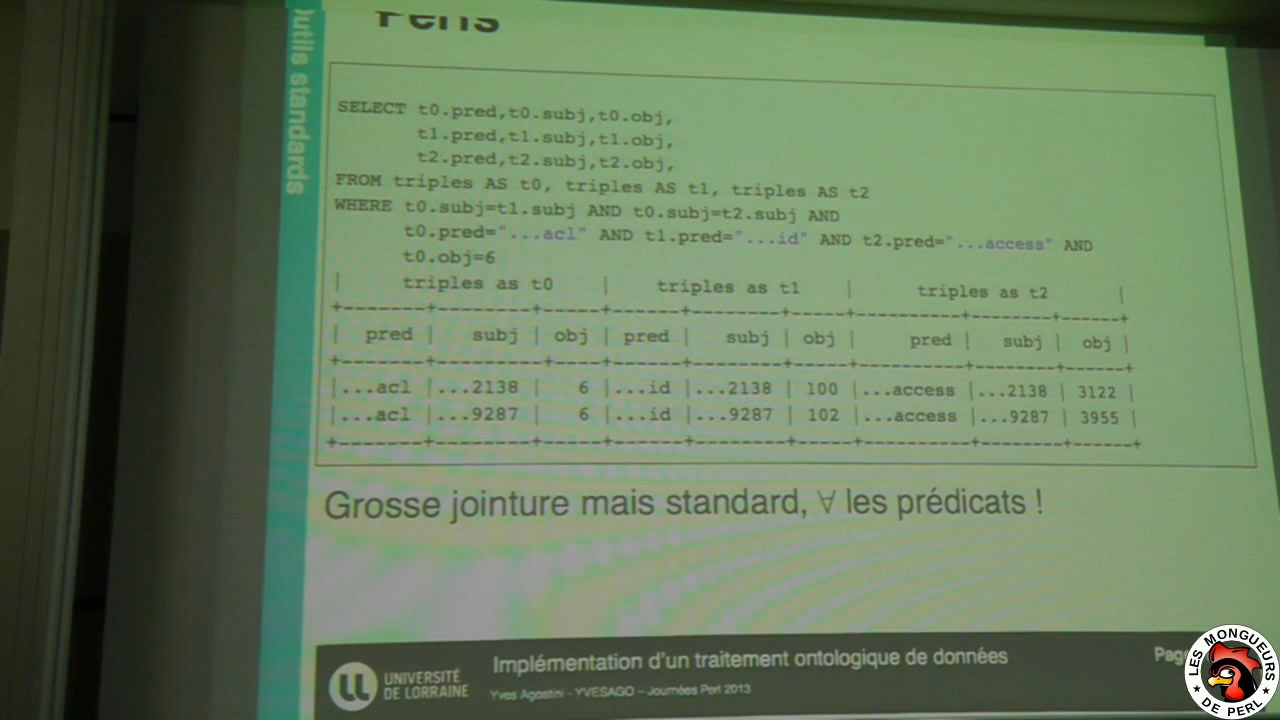 outils standards
SELECT t0.pred,t0.subj,t0.obj,
t1.pred,t1.subj,t1.obj,
t2.pred,t2.subj,t2.obj,
FROM triples AS t0, triples AS t1, triples AS t2
WHERE t0.subj=t1.subj AND t0.subj=t2.subj AND
t0.pred="...acl" AND t1.pred="...id" AND t2.pred="...access" AND
t0.obj=6
| triples as t0 | triples as t1 | triples as t2 |
+--------+---------+-----+-------+--------+-----+----------+--------+------+
| pred | subj | obj | pred | subj | obj | pred | subj | obj |
+--------+---------+-----+-------+--------+-----+----------+--------+------+
|...acl |...2138 | 6 |...id |...2138 | 100 |...access |...2138 | 3122 |
|...acl |...9287 | 6 |...id |...9287 | 102 |...access |...9287 | 3955 |
+--------+---------+-----+-------+--------+-----+----------+--------+------+
Grosse jointure mais standard, ∀ les prédicats !
UNIVERSITÉ
DE LORRAINE
Implémentation d'un traitement ontologique de données
Yves Agostini - YVESAGO – Journées Perl 2013
LES MONGUEURS
★ DE PERL ★